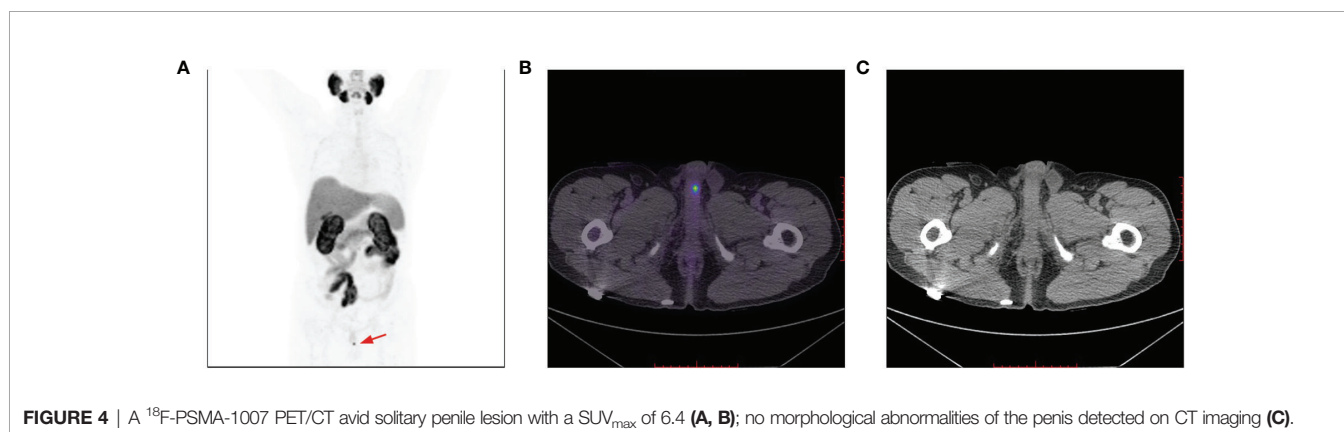 A B C
FIGURE 4 | A ¹⁸F-PSMA-1007 PET/CT avid solitary penile lesion with a SUVₘₐₓ of 6.4 (A, B); no morphological abnormalities of the penis detected on CT imaging (C).